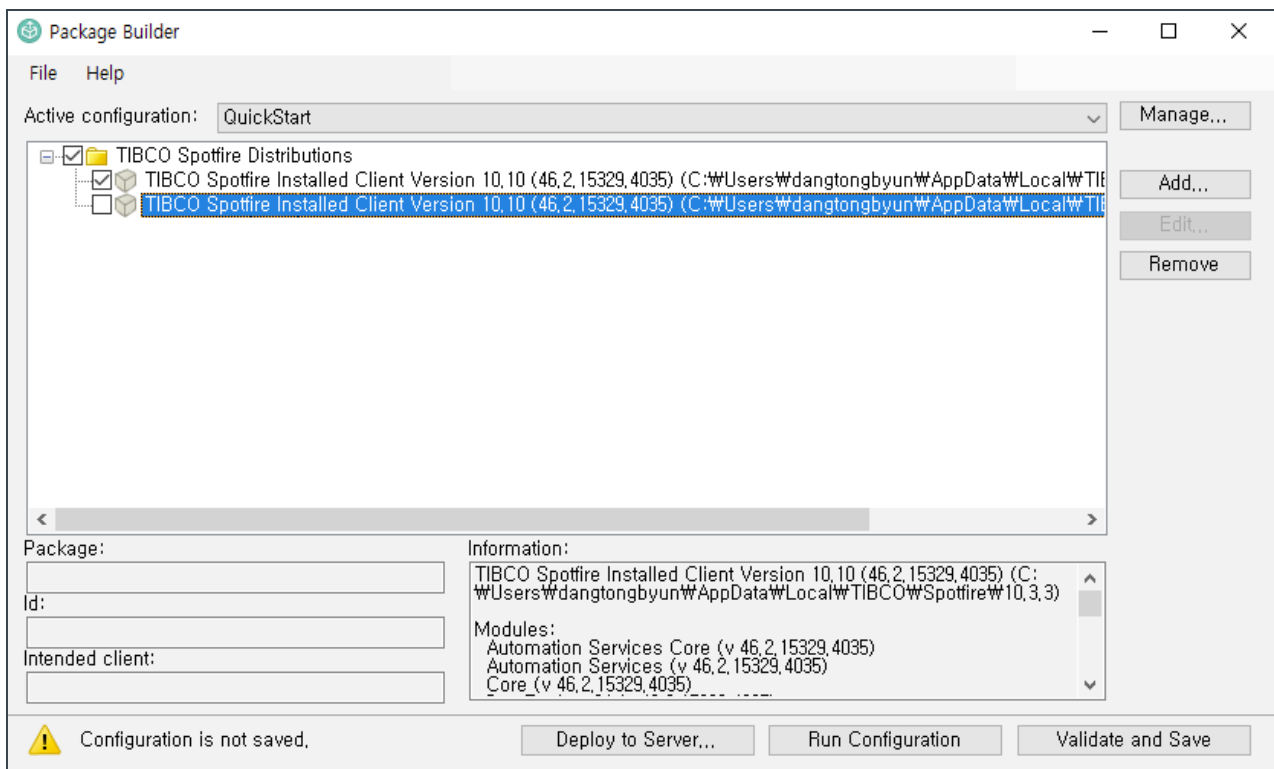 Package Builder
File Help
Active configuration: QuickStart Manage...
TIBCO Spotfire Distributions
TIBCO Spotfire Installed Client Version 10,10 (46,2,15329,4035) (C:₩Users₩dangtongbyun₩AppData₩Local₩TIB
Add...
TIBCO Spotfire Installed Client Version 10,10 (46,2,15329,4035) (C:₩Users₩dangtongbyun₩AppData₩Local₩TIB
Edit...
Remove
Package:
Id:
Intended client:
Information:
TIBCO Spotfire Installed Client Version 10,10 (46,2,15329,4035) (C:
₩Users₩dangtongbyun₩AppData₩Local₩TIBCO₩Spotfire₩10,3,3)
Modules:
Automation Services Core (v 46,2,15329,4035)
Automation Services (v 46,2,15329,4035)
Core (v 46,2,15329,4035)
Configuration is not saved,
Deploy to Server... Run Configuration Validate and Save